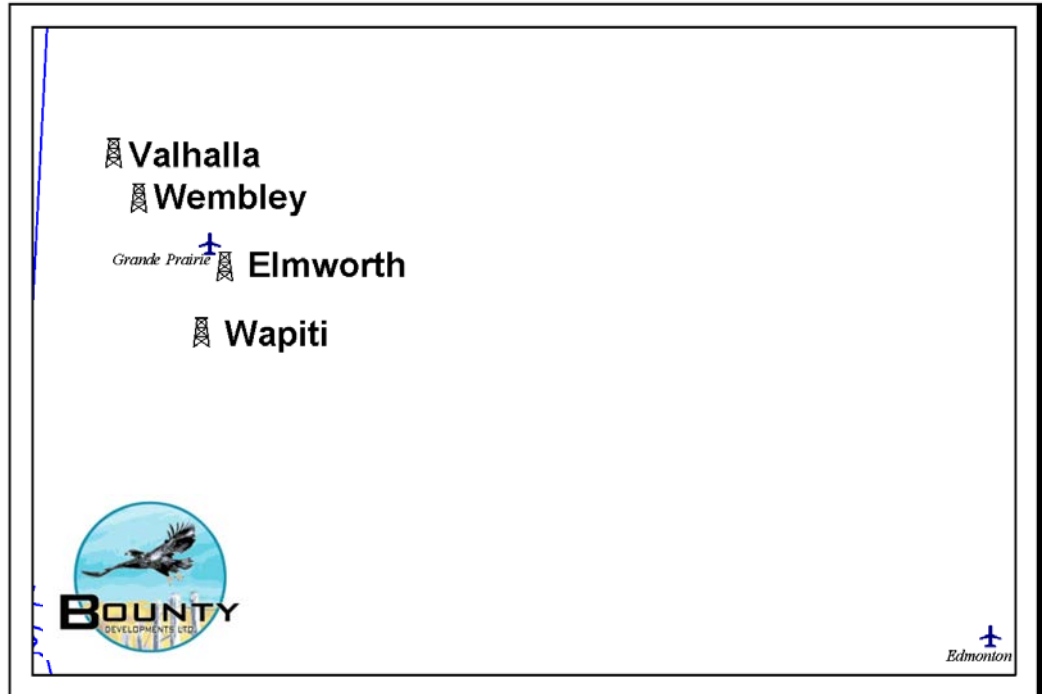 Valhalla
Wembley
Grande Prairie
Elmworth
Wapiti
BOUNTY
DEVELOPMENTS LTD.
Edmonton